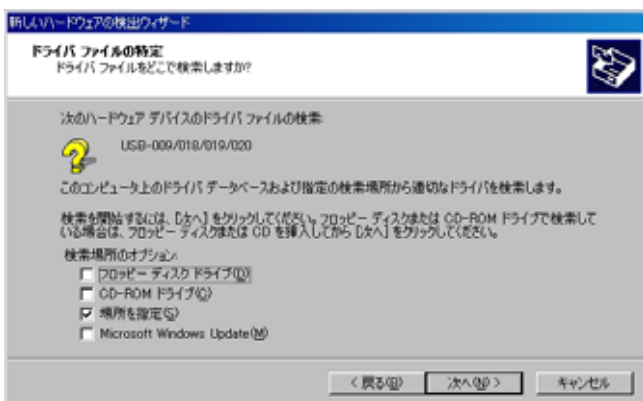 新しいハードウェアの検出ウィザード
ドライバ ファイルの特定
ドライバ ファイルをどこで検索しますか?
次のハードウェア デバイスのドライバ ファイルの検索:
USB-009/018/019/020
このコンピュータ上のドライバ データベースおよび指定の検索場所から適切なドライバを検索します。
検索を開始するには、[次へ] をクリックしてください。フロッピー ディスクまたは CD-ROM ドライブで検索して
いる場合は、フロッピー ディスクまたは CD を挿入してから [次へ] をクリックしてください。
検索場所のオプション:
フロッピー ディスク ドライブ(D)
CD-ROM ドライブ(C)
場所を指定(S)
Microsoft Windows Update(M)
< 戻る(B)
次へ(N) >
キャンセル